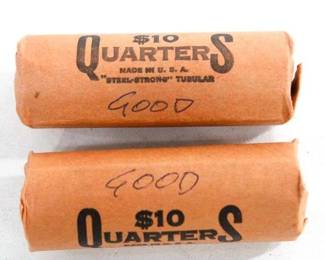 $10
QUARTERS
MADE IN U. S. A.
"STEEL-STRONG" TUBULAR
GOOD
GOOD
$10
QUARTERS